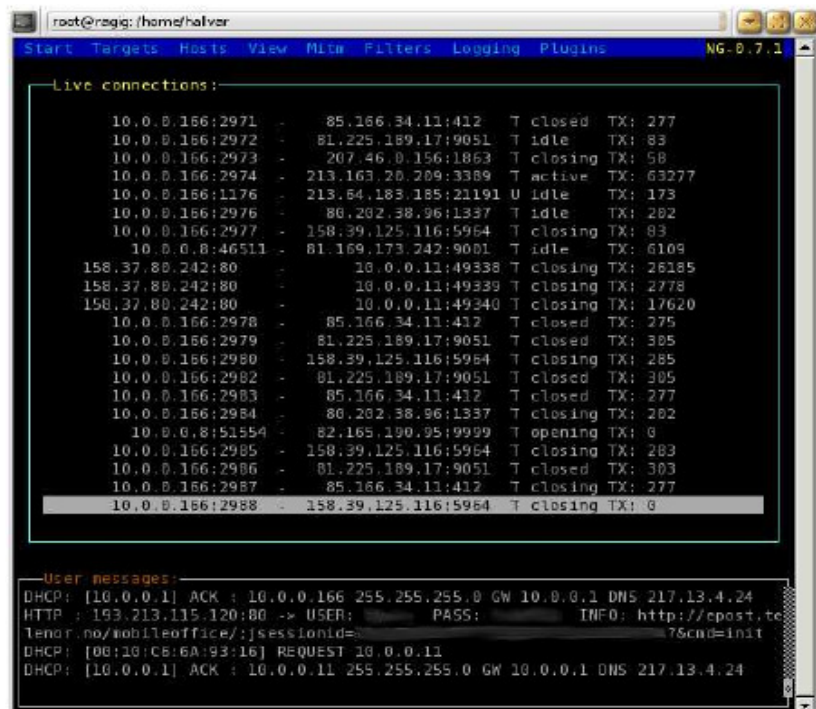 root@ragig: /home/hallvar
Start Targets Hosts View Mitm Filters Logging Plugins NG-0.7.1
Live connections:
10.0.0.166:2971 - 85.166.34.11:412 T closed TX: 277
10.0.0.166:2972 - 81.225.189.17:9051 T idle TX: 83
10.0.0.166:2973 - 207.46.0.156:1863 T closing TX: 58
10.0.0.166:2974 - 213.163.20.209:3389 T active TX: 63277
10.0.0.166:1176 - 213.64.183.185:21191 U idle TX: 173
10.0.0.166:2976 - 80.202.38.96:1337 T idle TX: 202
10.0.0.166:2977 - 158.39.125.116:5964 T closing TX: 83
10.0.0.8:46511 - 81.169.173.242:9001 T idle TX: 6109
158.37.80.242:80 - 10.0.0.11:49338 T closing TX: 26185
158.37.80.242:80 - 10.0.0.11:49339 T closing TX: 2778
158.37.80.242:80 - 10.0.0.11:49340 T closing TX: 17620
10.0.0.166:2978 - 85.166.34.11:412 T closed TX: 275
10.0.0.166:2979 - 81.225.189.17:9051 T closed TX: 305
10.0.0.166:2980 - 158.39.125.116:5964 T closing TX: 285
10.0.0.166:2982 - 81.225.189.17:9051 T closed TX: 305
10.0.0.166:2983 - 85.166.34.11:412 T closed TX: 277
10.0.0.166:2984 - 80.202.38.96:1337 T closing TX: 202
10.0.0.8:51554 - 82.165.190.95:9999 T opening TX: 0
10.0.0.166:2985 - 158.39.125.116:5964 T closing TX: 283
10.0.0.166:2986 - 81.225.189.17:9051 T closed TX: 303
10.0.0.166:2987 - 85.166.34.11:412 T closing TX: 277
10.0.0.166:2988 - 158.39.125.116:5964 T closing TX: 0
User messages:
DHCP: [10.0.0.1] ACK : 10.0.0.166 255.255.255.0 GW 10.0.0.1 DNS 217.13.4.24
HTTP : 193.213.115.120:80 -> USER: PASS: INFO: http://epost.te
lenor.no/mobileoffice/;jsessionid= ?&cmd=init
DHCP: [00:10:C6:6A:93:16] REQUEST 10.0.0.11
DHCP: [10.0.0.1] ACK : 10.0.0.11 255.255.255.0 GW 10.0.0.1 DNS 217.13.4.24